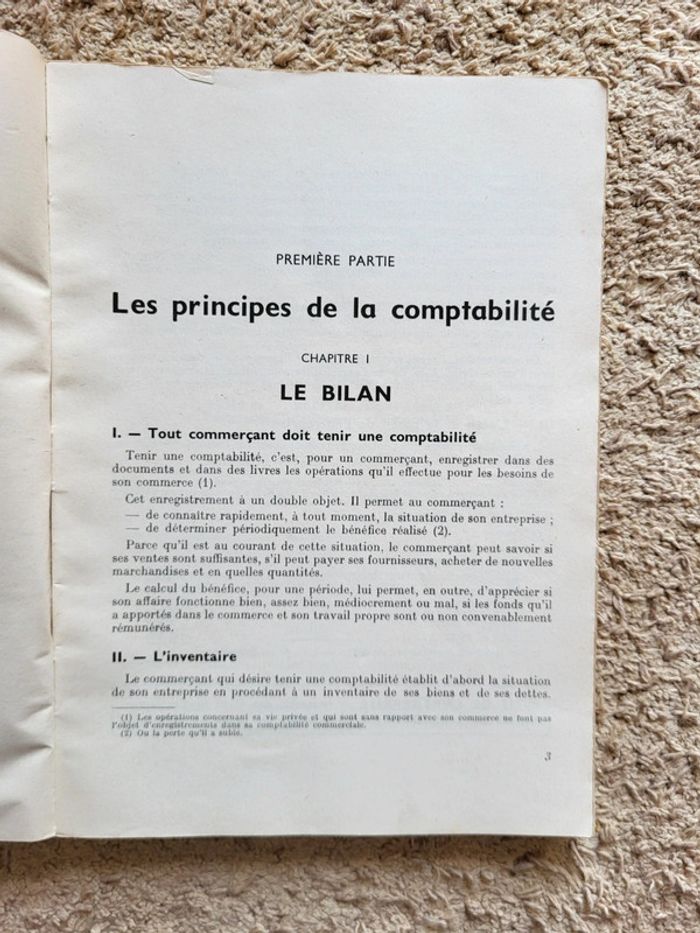 PREMIÈRE PARTIE
Les principes de la comptabilité
CHAPITRE I
LE BILAN
I. — Tout commerçant doit tenir une comptabilité
Tenir une comptabilité, c'est, pour un commerçant, enregistrer dans des
documents et dans des livres les opérations qu'il effectue pour les besoins de
son commerce (1).
Cet enregistrement à un double objet. Il permet au commerçant :
— de connaître rapidement, à tout moment, la situation de son entreprise ;
— de déterminer périodiquement le bénéfice réalisé (2).
Parce qu'il est au courant de cette situation, le commerçant peut savoir si
ses ventes sont suffisantes, s'il peut payer ses fournisseurs, acheter de nouvelles
marchandises et en quelles quantités.
Le calcul du bénéfice, pour une période, lui permet, en outre, d'apprécier si
son affaire fonctionne bien, assez bien, médiocrement ou mal, si les fonds qu'il
a apportés dans le commerce et son travail propre sont ou non convenablement
rémunérés.
II. — L'inventaire
Le commerçant qui désire tenir une comptabilité établit d'abord la situation
de son entreprise en procédant à un inventaire de ses biens et de ses dettes.
(1) Les opérations concernant sa vie privée et qui sont sans rapport avec son commerce ne font pas
l'objet d'enregistrements dans sa comptabilité commerciale.
(2) Ou la perte qu'il a subie.
3